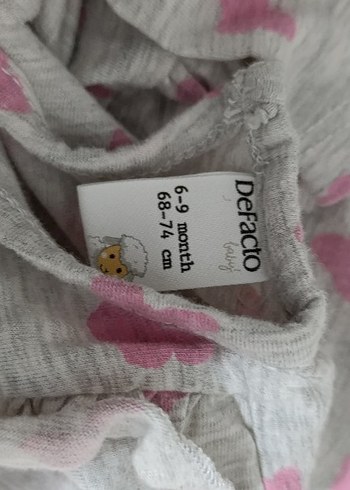 DeFacto
baby
6-9 month
68-74 cm